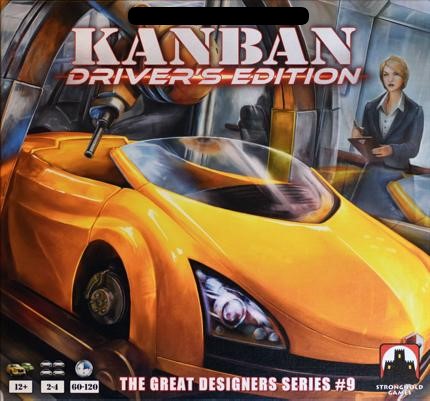 KANBAN
DRIVER'S EDITION
12+
2-4
60-120
THE GREAT DESIGNERS SERIES #9
STRONGHOLD
GAMES